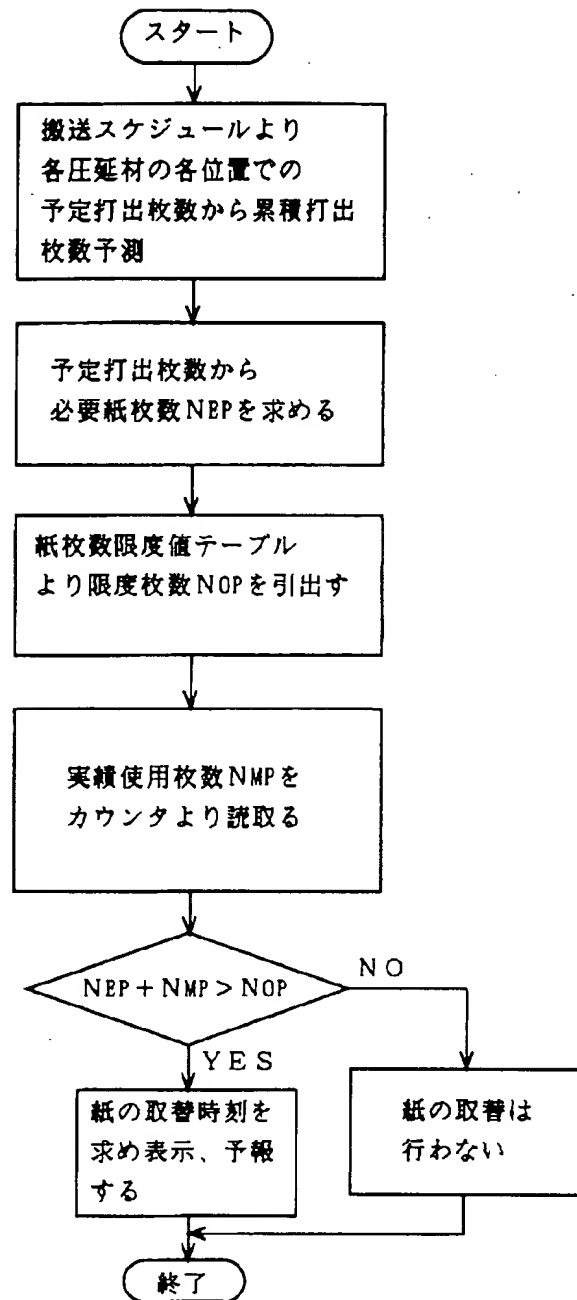 スタート
搬送スケジュールより
各圧延材の各位置での
予定打出枚数から累積打出
枚数予測
予定打出枚数から
必要紙枚数NEPを求める
紙枚数限度値テーブル
より限度枚数NOPを引出す
実績使用枚数NMPを
カウンタより読取る
NEP+NMP>NOP
NO
YES
紙の取替時刻を
求め表示、予報
する
紙の取替は
行わない
終了